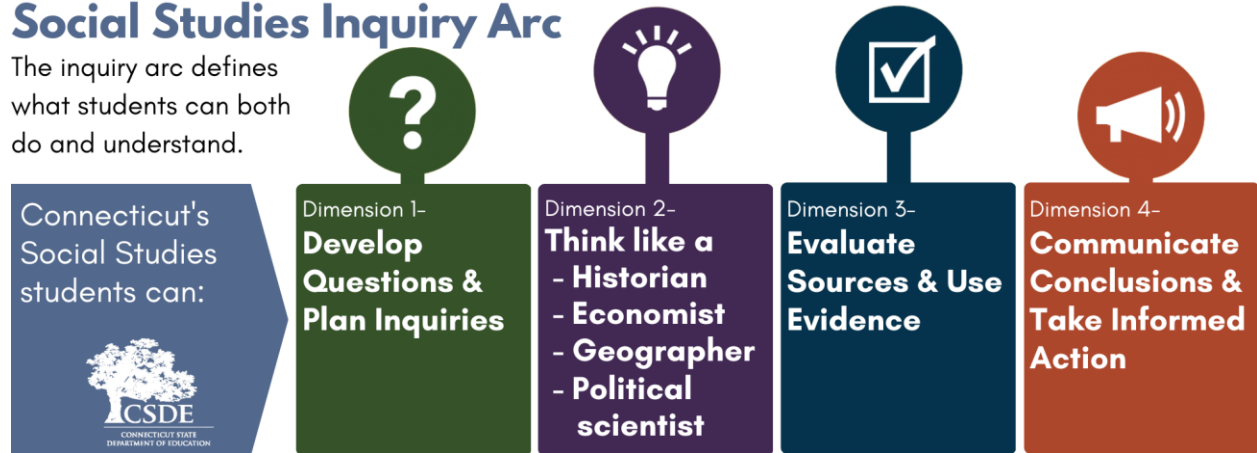 Social Studies Inquiry Arc
The inquiry arc defines
what students can both
do and understand.
Connecticut's
Social Studies
students can:
CSDE
CONNECTICUT STATE
DEPARTMENT OF EDUCATION
?
Dimension 1-
Develop
Questions &
Plan Inquiries
Dimension 2-
Think like a
- Historian
- Economist
- Geographer
- Political
scientist
Dimension 3-
Evaluate
Sources & Use
Evidence
Dimension 4-
Communicate
Conclusions &
Take Informed
Action